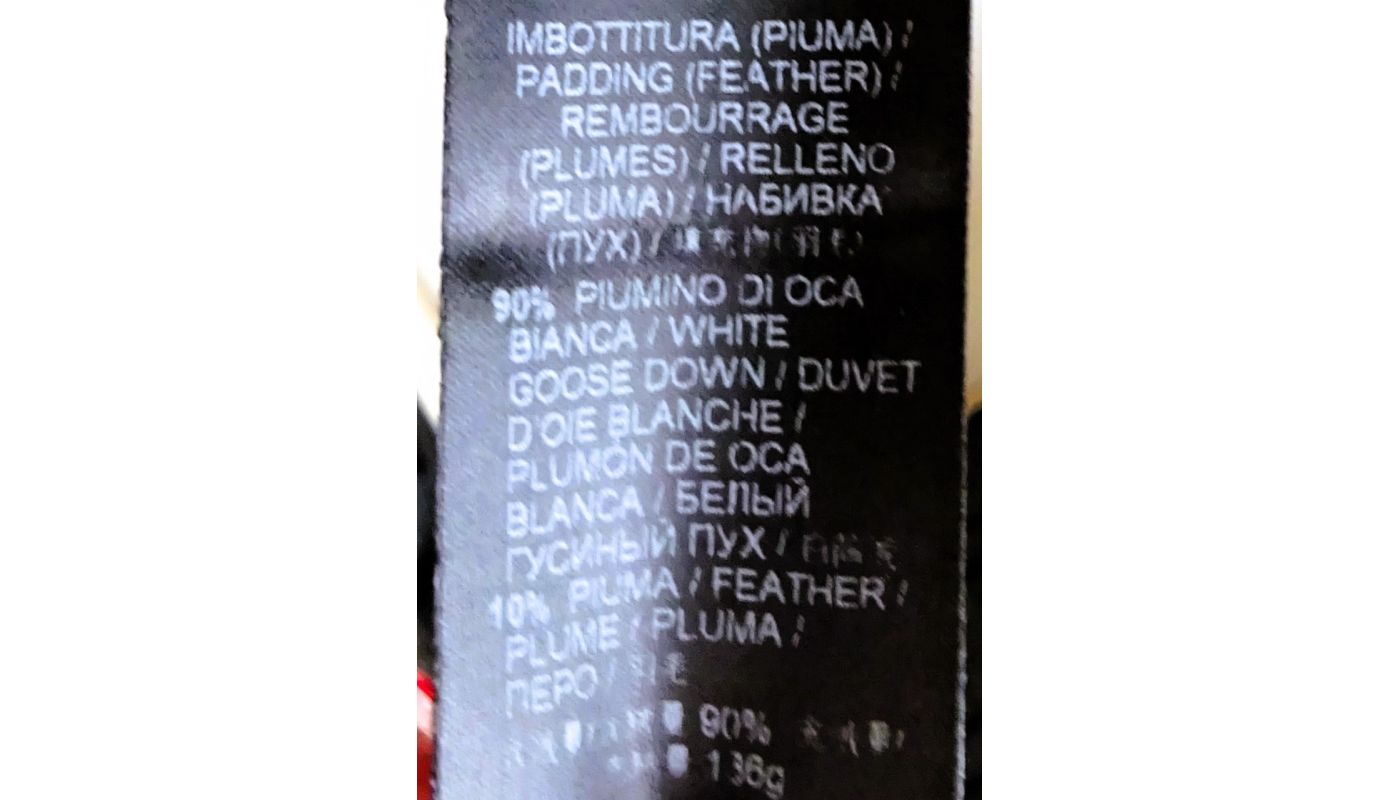 IMBOTTITURA (PIUMA) /
PADDING (FEATHER) /
REMBOURRAGE
(PLUMES) / RELLENO
(PLUMA) / НАБИВКА
(ПУХ) /
90% PIUMINO DI OCA
BIANCA / WHITE
GOOSE DOWN / DUVET
D'OIE BLANCHE /
PLUMÓN DE OCA
BLANCA / БЕЛЫЙ
ГУСИНЫЙ ПУХ /
10% PIUMA / FEATHER /
PLUME / PLUMA /
ПЕРО /
90%
136g